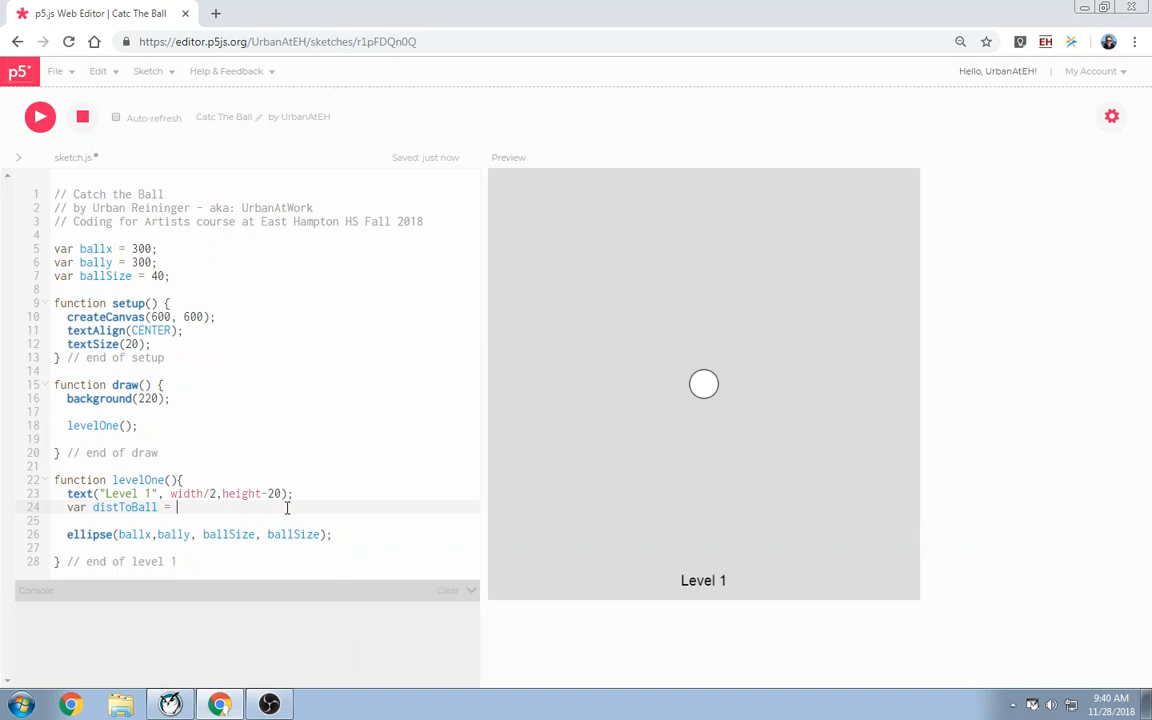 p5.js Web Editor | Catc The Ball
https://editor.p5js.org/UrbanAtEH/sketches/r1pFDQn0Q
EH
p5* File Edit Sketch Help & Feedback Hello, UrbanAtEH! My Account
Auto-refresh Catc The Ball by UrbanAtEH
sketch.js Saved: just now Preview
1 // Catch the Ball
2 // by Urban Reininger - aka: UrbanAtWork
3 // Coding for Artists course at East Hampton HS Fall 2018
4
5 var ballx = 300;
6 var bally = 300;
7 var ballSize = 40;
8
9 function setup() {
10 createCanvas(600, 600);
11 textAlign(CENTER);
12 textSize(20);
13 } // end of setup
14
15 function draw() {
16 background(220);
17
18 levelOne();
19
20 } // end of draw
21
22 function levelOne(){
23 text("Level 1", width/2,height-20);
24 var distToBall =
25
26 ellipse(ballx,bally, ballSize, ballSize);
27
28 } // end of level 1
Level 1
Console Clear
9:40 AM
11/28/2018